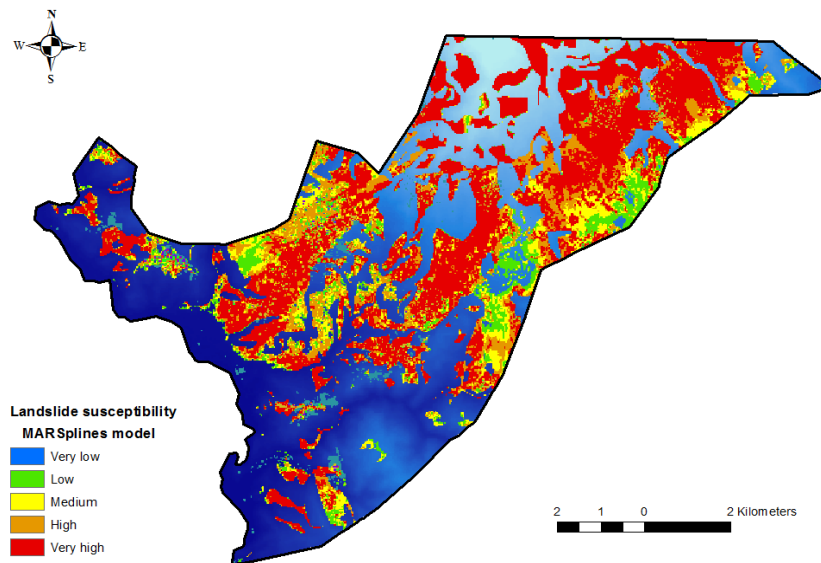 N
W E
S
Landslide susceptibility
MARSplines model
Very low
Low
Medium
High
Very high
2 1 0 2 Kilometers